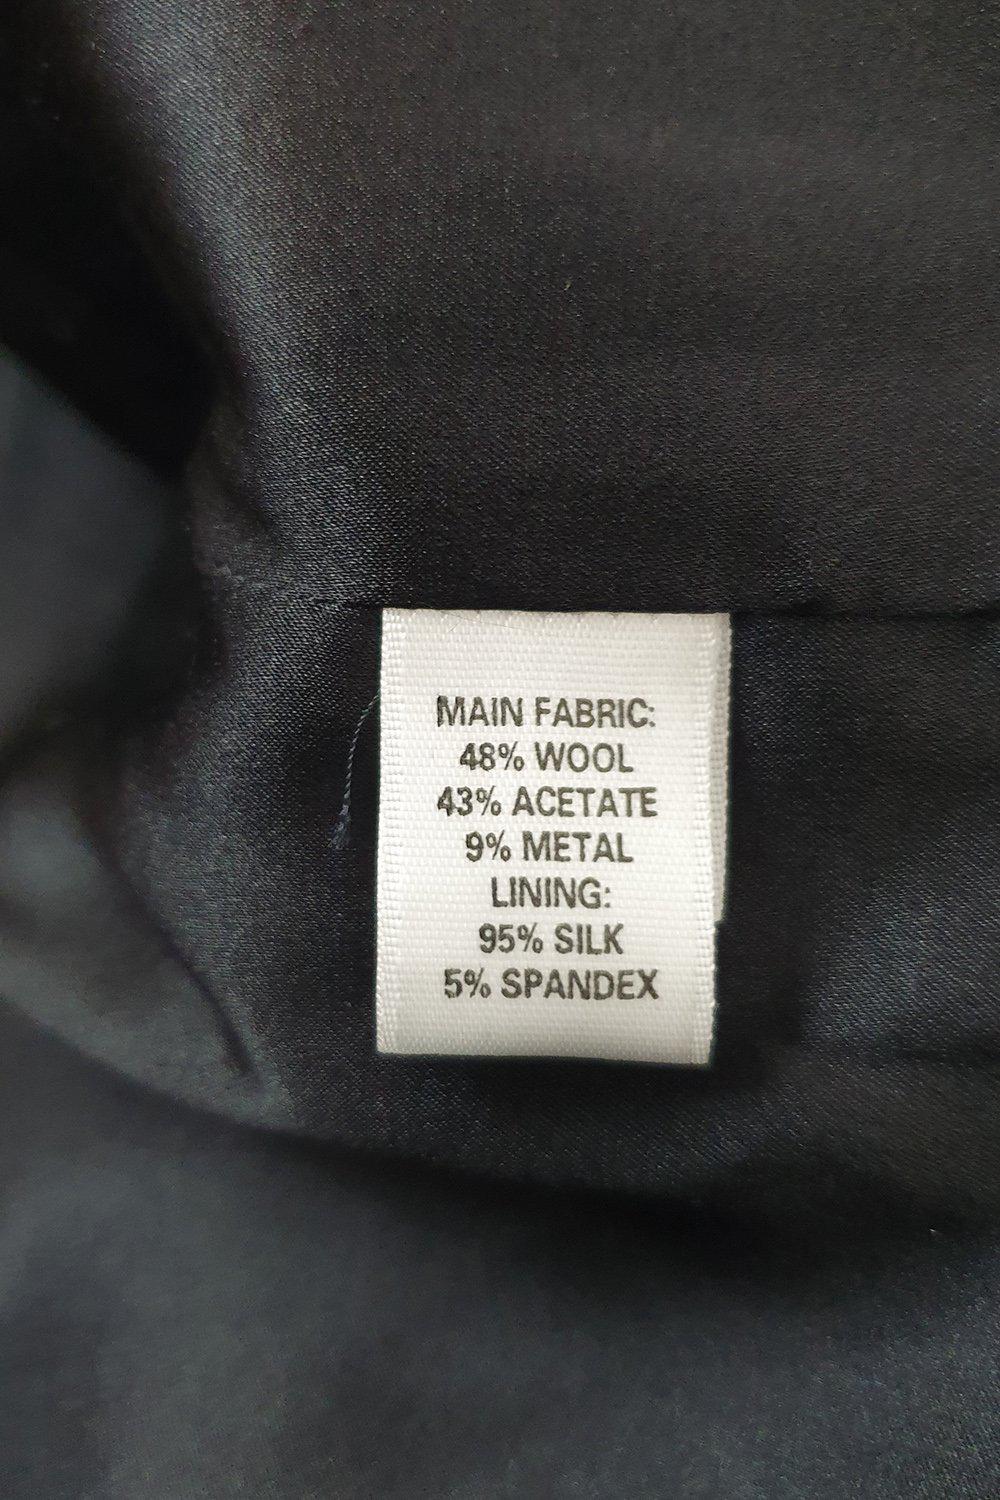 MAIN FABRIC:
48% WOOL
43% ACETATE
9% METAL
LINING:
95% SILK
5% SPANDEX